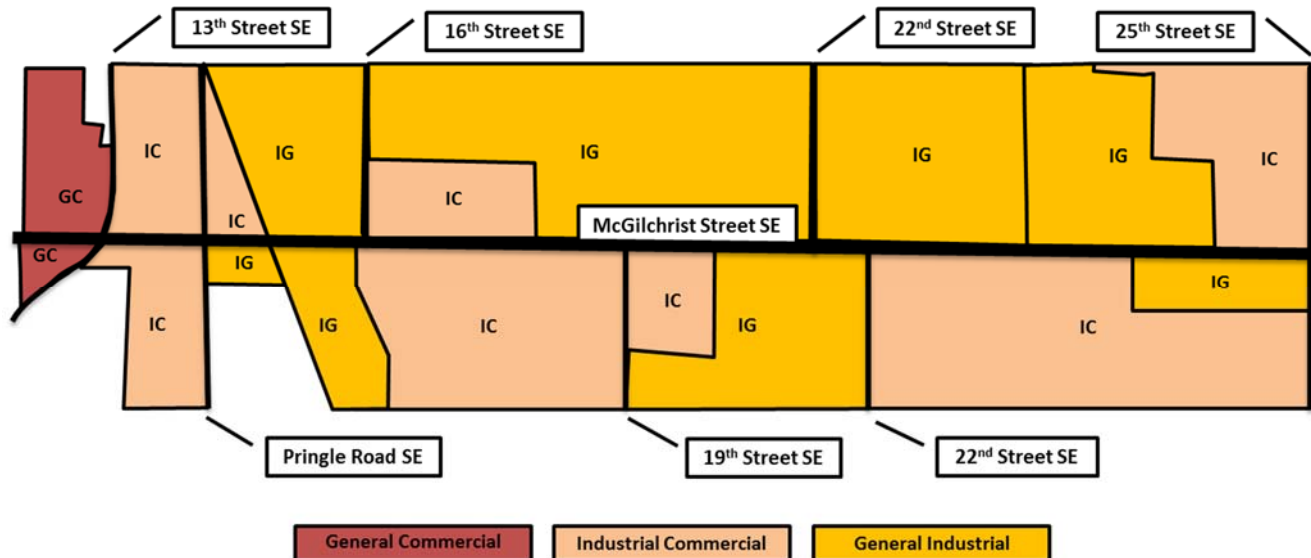 13th Street SE
16th Street SE
22nd Street SE
25th Street SE
IC
IG
IG
IG
IG
IC
GC
IC
IC
McGilchrist Street SE
GC
IG
IC
IG
IC
IG
IC
IG
IC
Pringle Road SE
19th Street SE
22nd Street SE
General Commercial
Industrial Commercial
General Industrial